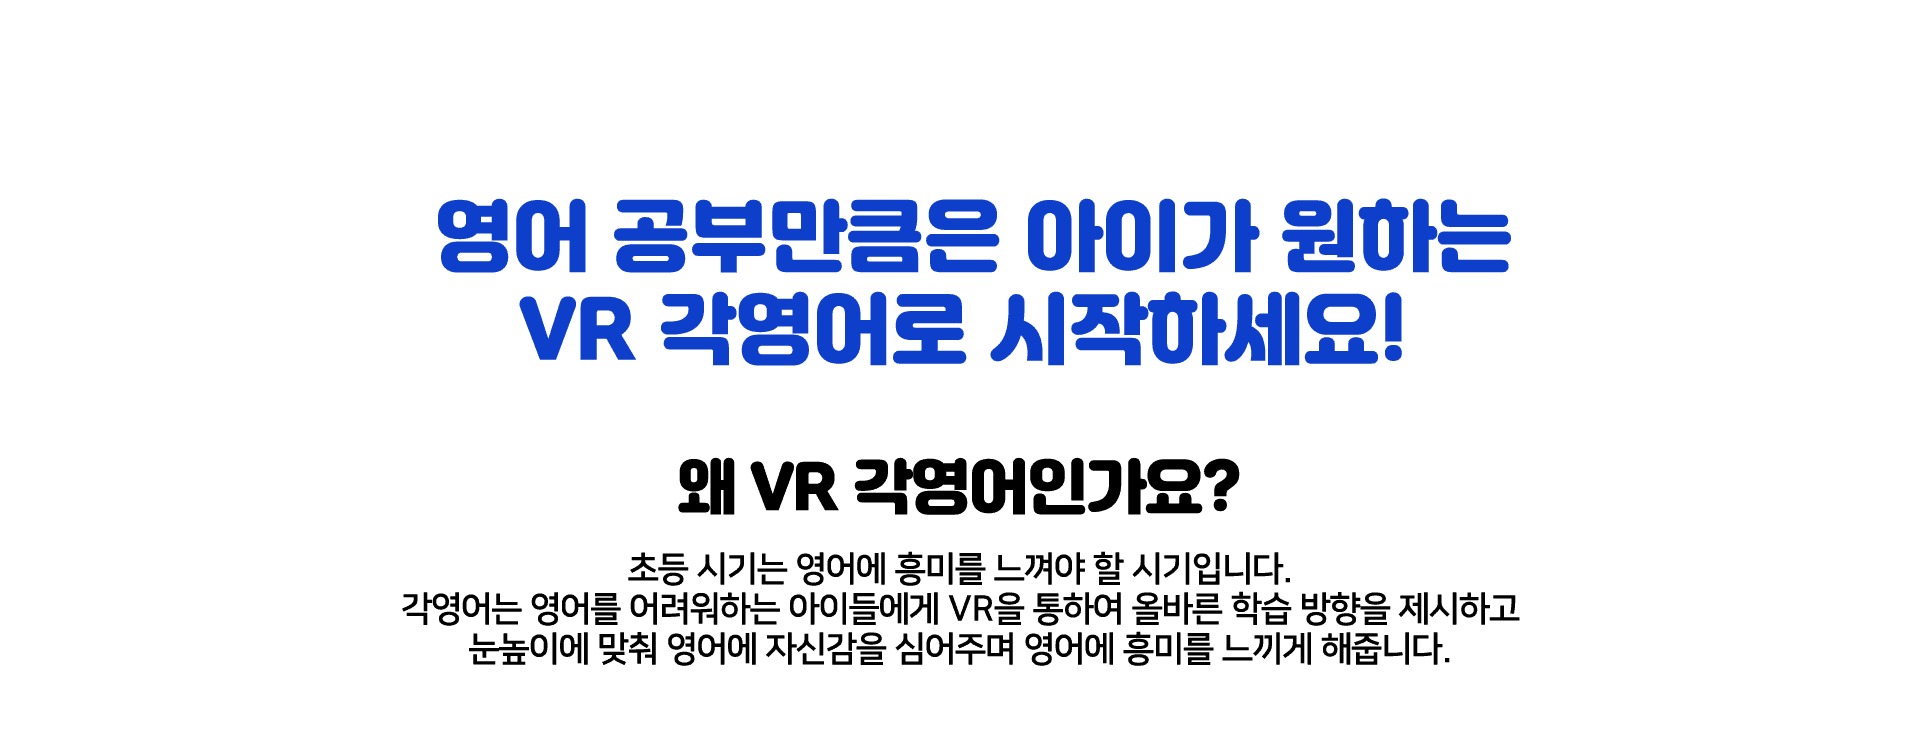 영어 공부만큼은 아이가 원하는
VR 각영어로 시작하세요!
왜 VR 각영어인가요?
초등 시기는 영어에 흥미를 느껴야 할 시기입니다.
각영어는 영어를 어려워하는 아이들에게 VR을 통하여 올바른 학습 방향을 제시하고
눈높이에 맞춰 영어에 자신감을 심어주며 영어에 흥미를 느끼게 해줍니다.